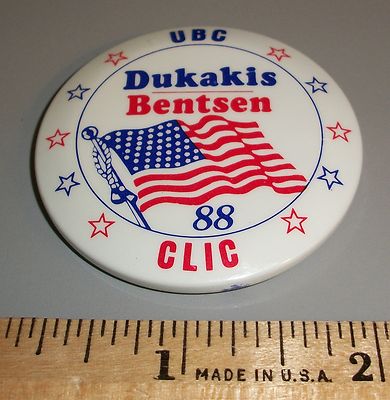 UBC
Dukakis
Bentsen
88
CLIC
1 2
MADE IN U.S.A.